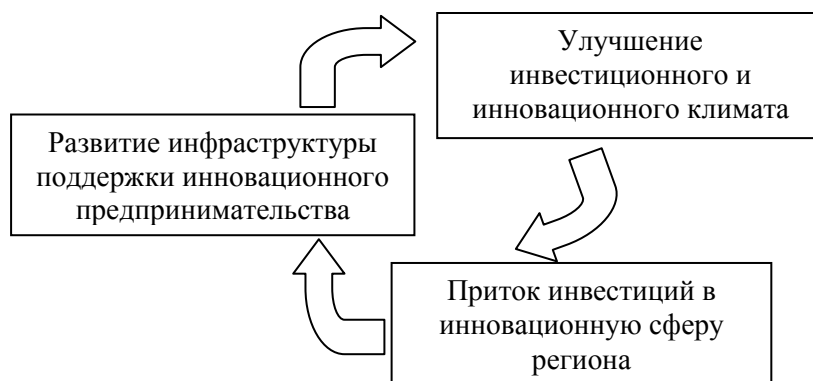 Улучшение
инвестиционного и
инновационного климата
Развитие инфраструктуры
поддержки инновационного
предпринимательства
Приток инвестиций в
инновационную сферу
региона